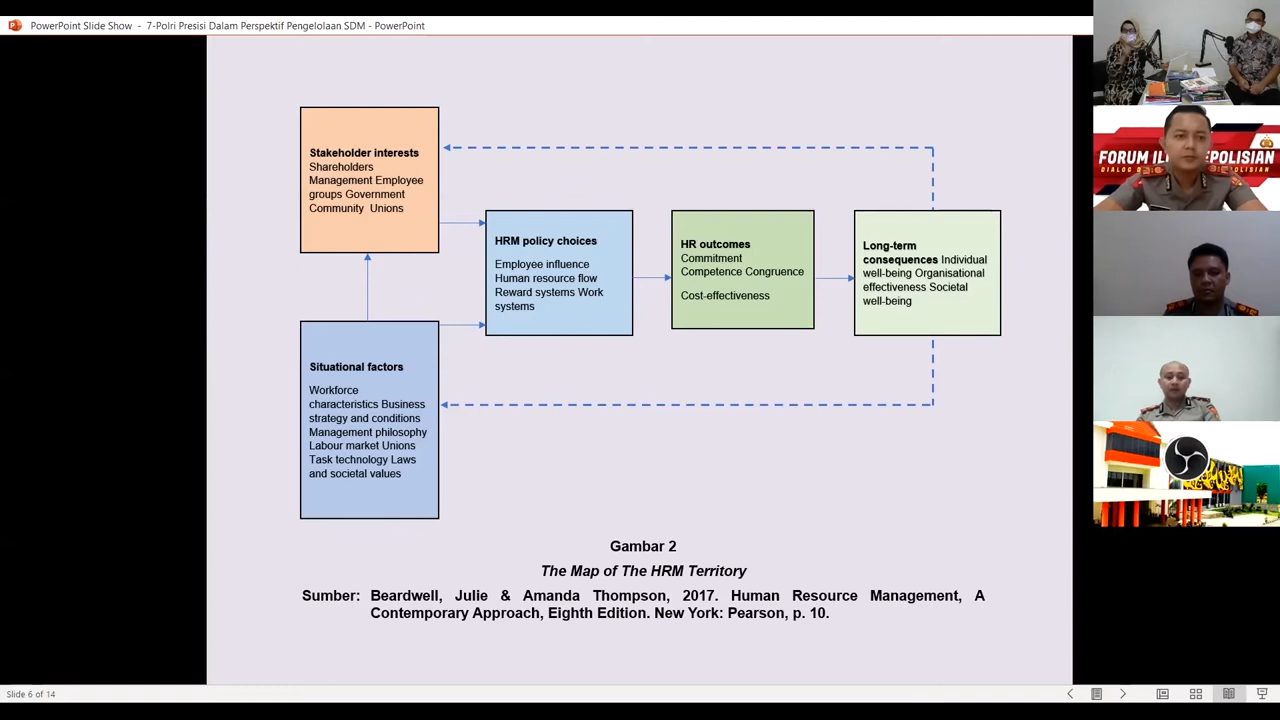 PowerPoint Slide Show - 7-Polri Presisi Dalam Perspektif Pengelolaan SDM - PowerPoint
Stakeholder interests
Shareholders
Management Employee
groups Government
Community Unions
HRM policy choices
Employee influence
Human resource flow
Reward systems Work
systems
HR outcomes
Commitment
Competence Congruence
Cost-effectiveness
Long-term
consequences Individual
well-being Organisational
effectiveness Societal
well-being
Situational factors
Workforce
characteristics Business
strategy and conditions
Management philosophy
Labour market Unions
Task technology Laws
and societal values
Gambar 2
The Map of The HRM Territory
Sumber: Beardwell, Julie & Amanda Thompson, 2017. Human Resource Management, A
Contemporary Approach, Eighth Edition. New York: Pearson, p. 10.
FORUM
Slide 6 of 14